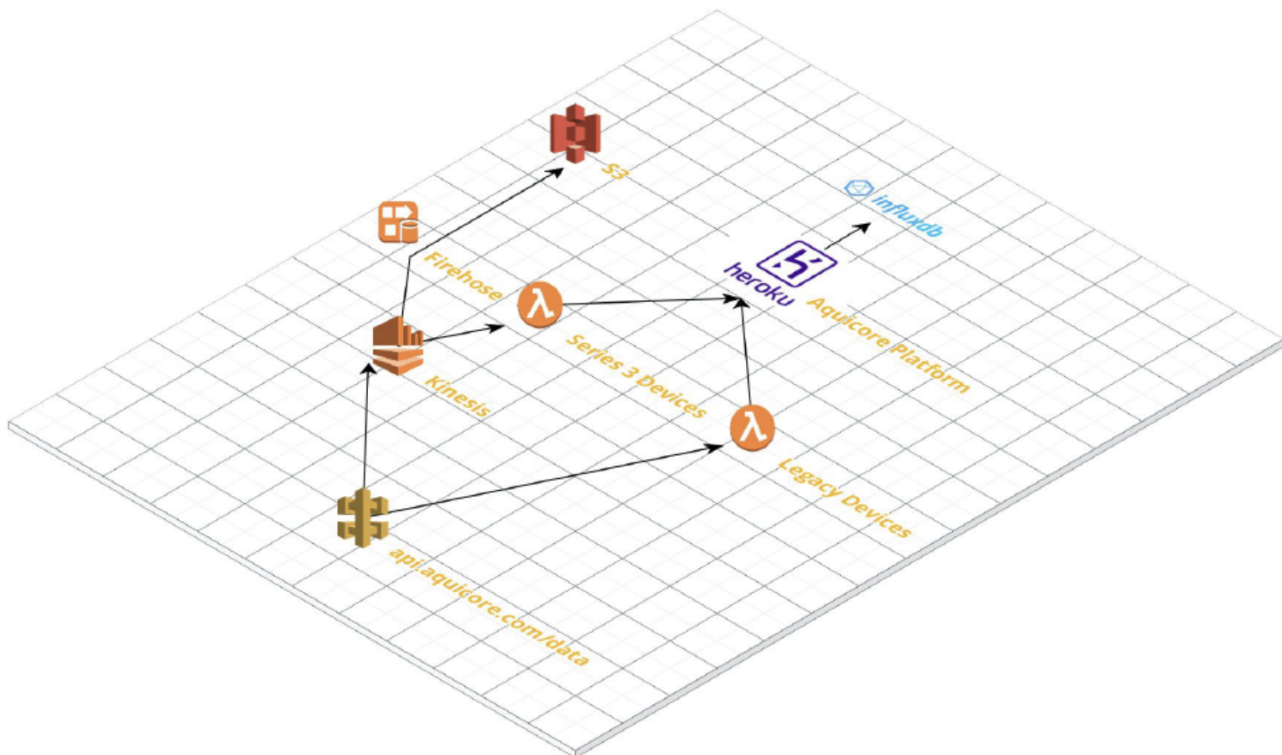 S3
influxdb
Firehose
heroku
Aquicore Platform
Series 3 Devices
Kinesis
Legacy Devices
api.aquicore.com/data